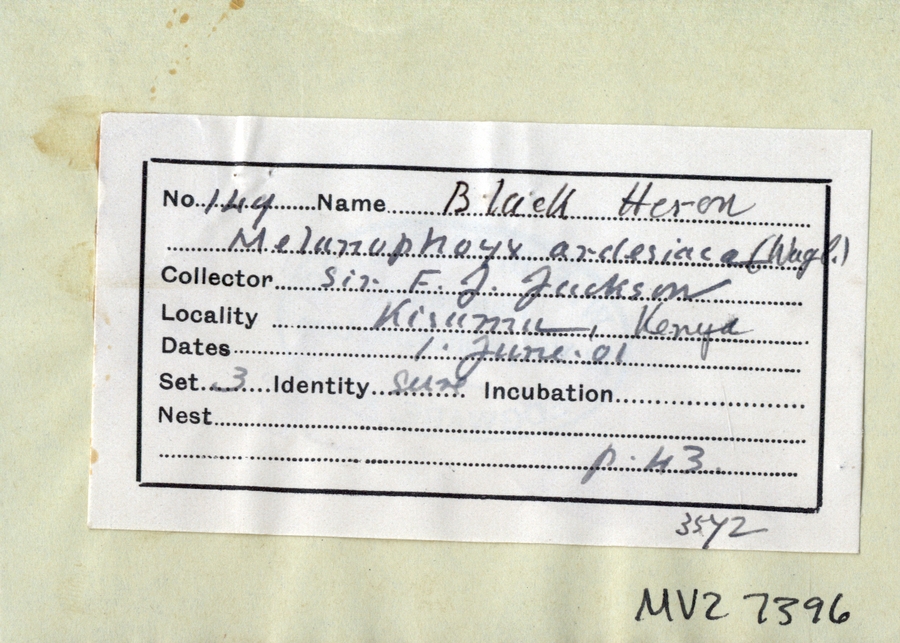 No. 144 Name Black Heron
Melanophoyx ardesiaca (Wagl.)
Collector Sir F. J. Jackson
Locality Kisumu, Kenya
Dates 1. June. 01
Set 3 Identity sure Incubation
Nest
p. 43.
3542
MVZ 7396